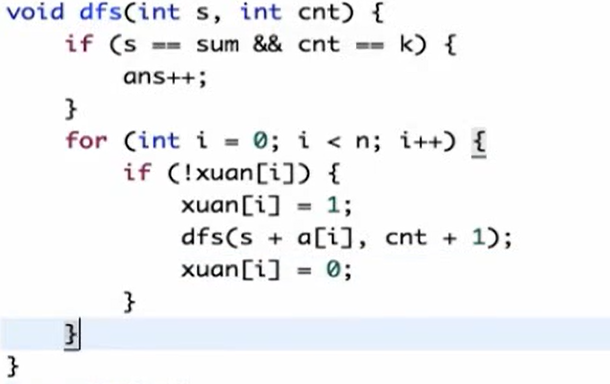 void dfs(int s, int cnt) {
    if (s == sum && cnt == k) {
        ans++;
    }
    for (int i = 0; i < n; i++) {
        if (!xuan[i]) {
            xuan[i] = 1;
            dfs(s + a[i], cnt + 1);
            xuan[i] = 0;
        }
    }
}